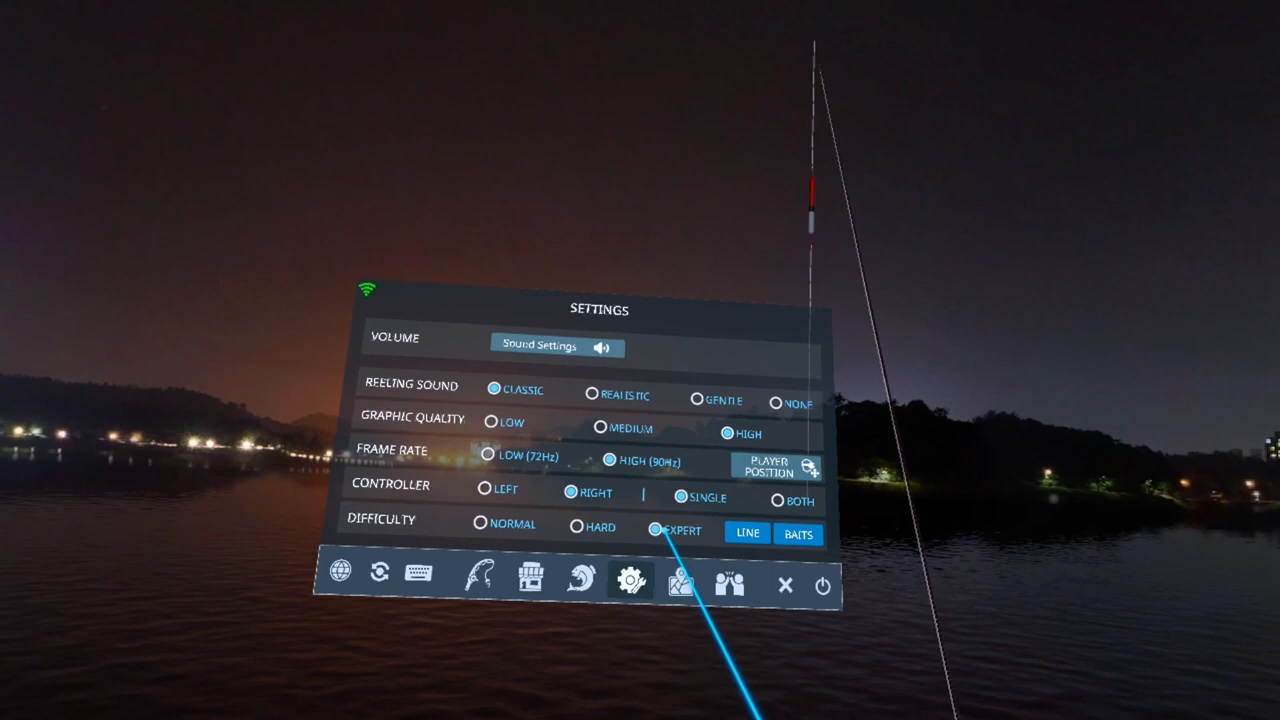 SETTINGS
VOLUME Sound Settings
REELING SOUND CLASSIC REALISTIC GENTLE NONE
GRAPHIC QUALITY LOW MEDIUM HIGH
FRAME RATE LOW (72Hz) HIGH (90Hz) PLAYER POSITION
CONTROLLER LEFT RIGHT | SINGLE BOTH
DIFFICULTY NORMAL HARD EXPERT LINE BAITS